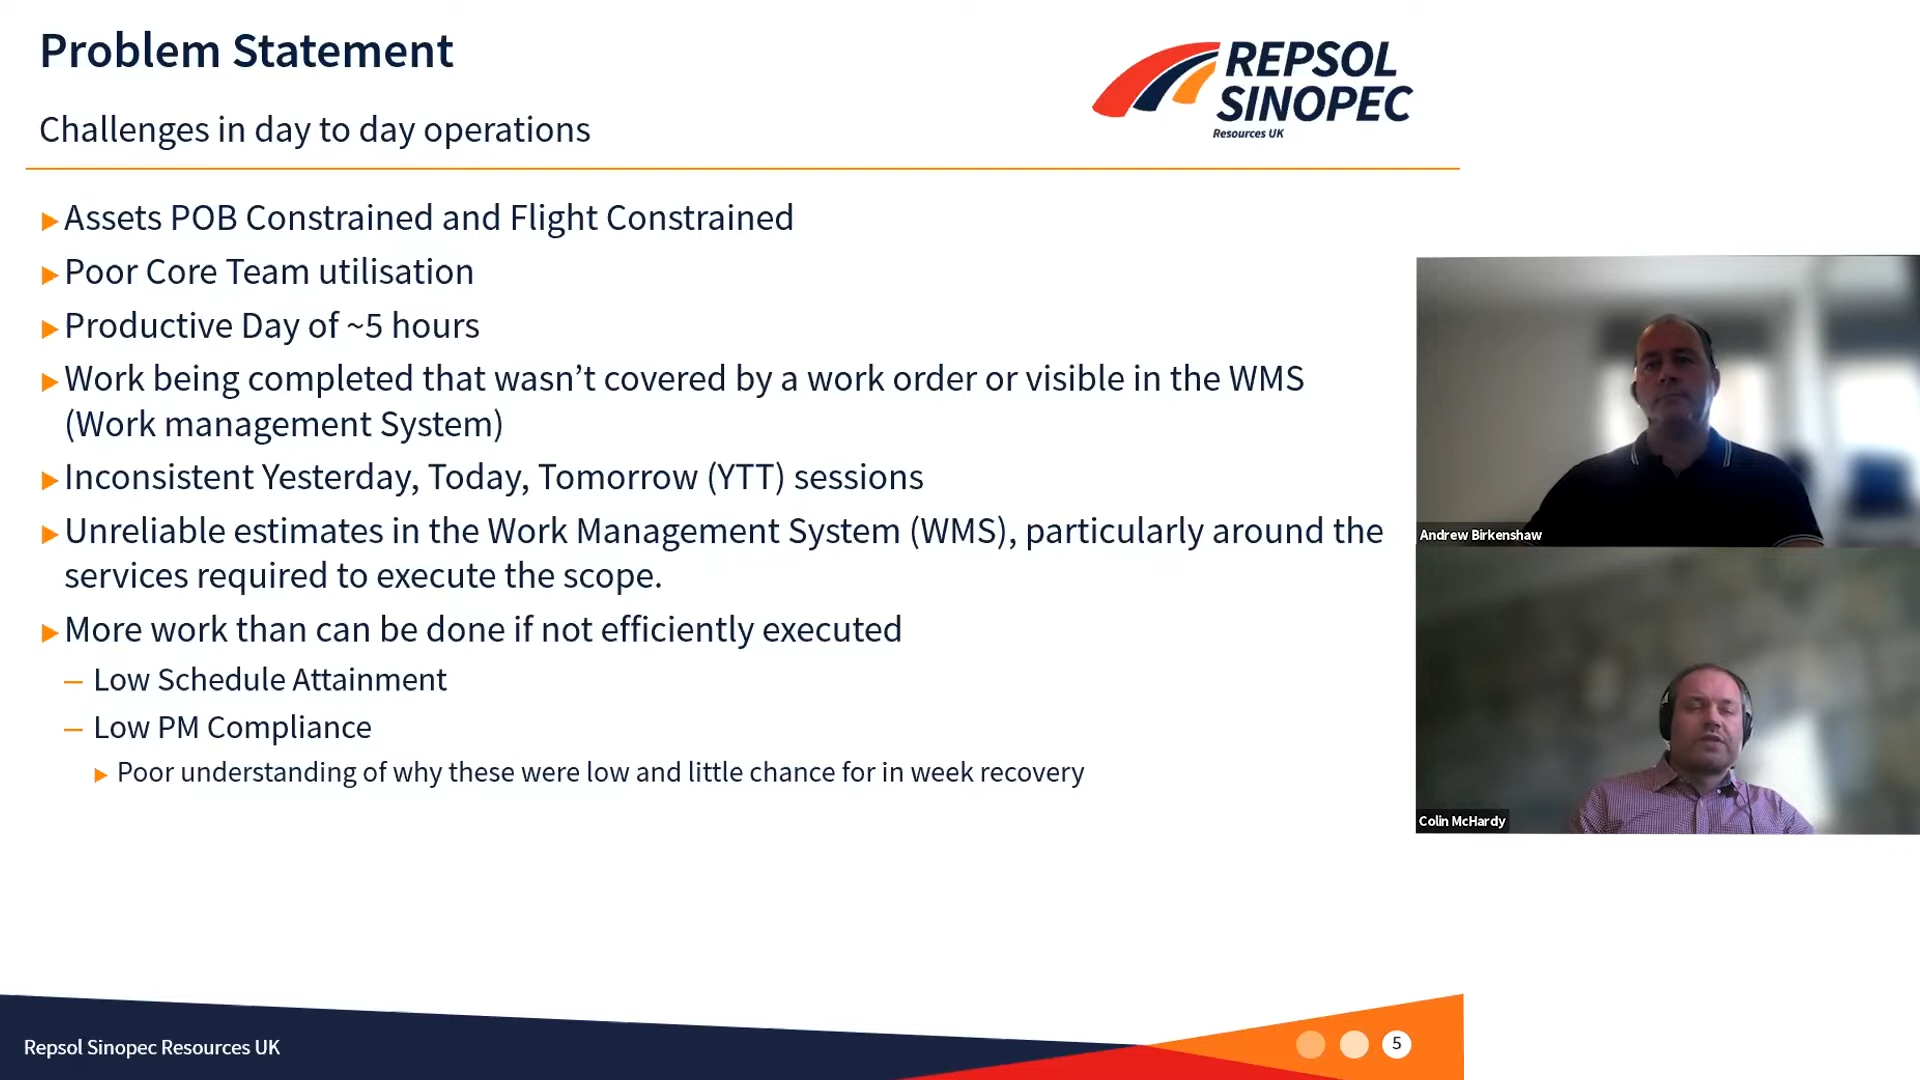 Problem Statement
REPSOL
SINOPEC
Resources UK
Challenges in day to day operations
Assets POB Constrained and Flight Constrained
Poor Core Team utilisation
Productive Day of ~5 hours
Work being completed that wasn’t covered by a work order or visible in the WMS
(Work management System)
Inconsistent Yesterday, Today, Tomorrow (YTT) sessions
Unreliable estimates in the Work Management System (WMS), particularly around the
services required to execute the scope.
More work than can be done if not efficiently executed
– Low Schedule Attainment
– Low PM Compliance
Poor understanding of why these were low and little chance for in week recovery
Andrew Birkenshaw
Colin McHardy
Repsol Sinopec Resources UK
5